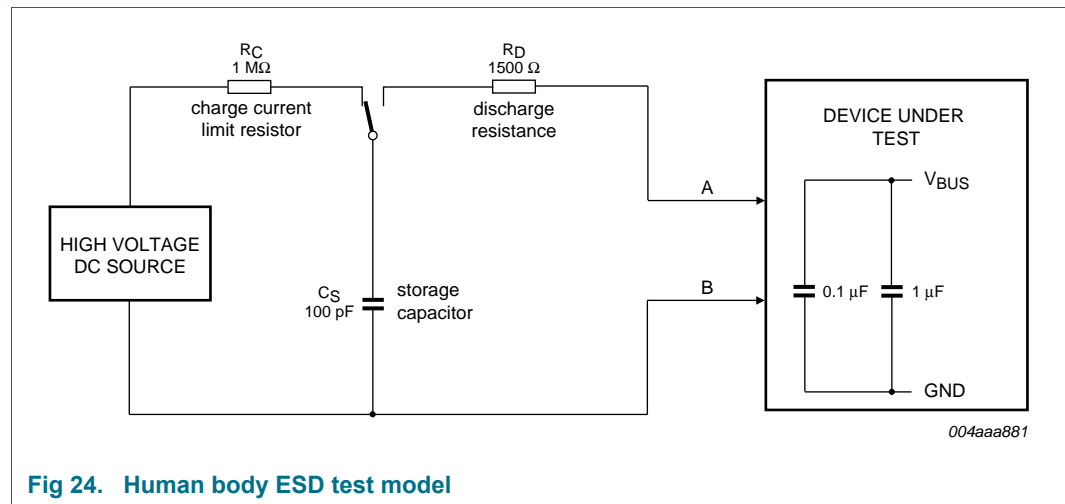 RC
1 MΩ
charge current
limit resistor
RD
1500 Ω
discharge
resistance
DEVICE UNDER
TEST
VBUS
A
HIGH VOLTAGE
DC SOURCE
CS
100 pF
storage
capacitor
B
0.1 μF
1 μF
GND
004aaa881
Fig 24. Human body ESD test model